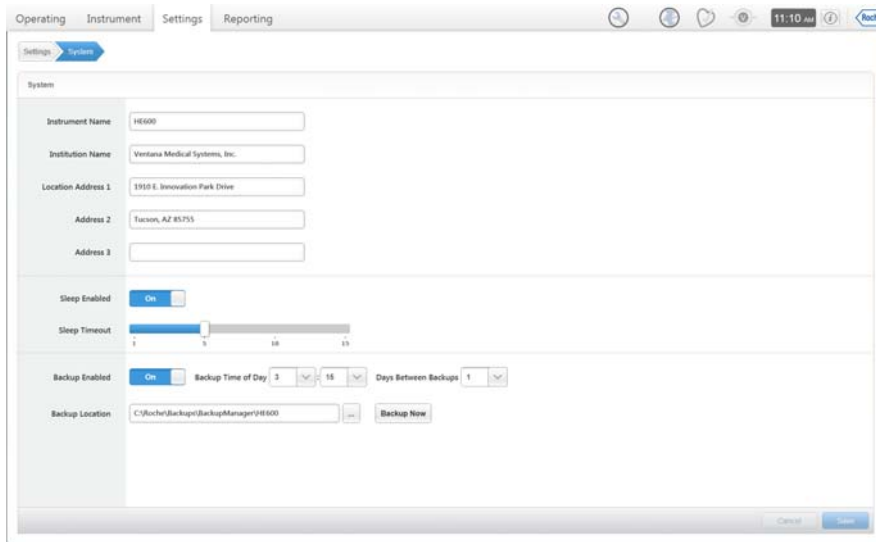 Operating Instrument Settings Reporting 11:10 AM
Settings System
System
Instrument Name HE600
Institution Name Ventana Medical Systems, Inc.
Location Address 1 1910 E. Innovation Park Drive
Address 2 Tucson, AZ 85755
Address 3
Sleep Enabled On
Sleep Timeout
1 5 10 15
Backup Enabled On Backup Time of Day 3 : 15 Days Between Backups 1
Backup Location C:\Roche\Backups\BackupManager\HE600 ... Backup Now
Cancel Save